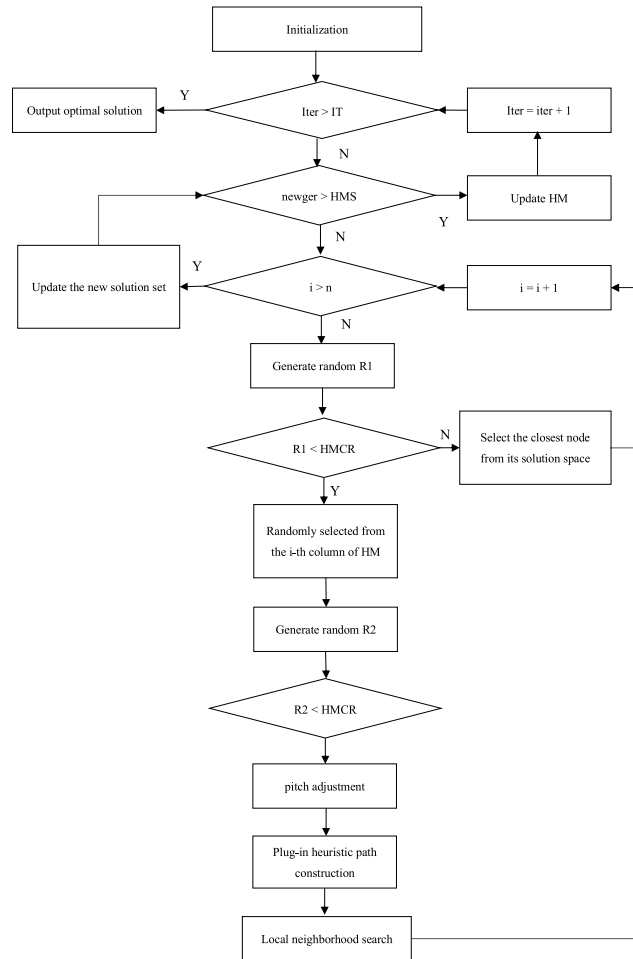 Initialization
Y
Output optimal solution
Iter > IT
Iter = iter + 1
N
newger > HMS
Y
Update HM
N
Update the new solution set
Y
i > n
i = i + 1
N
Generate random R1
R1 < HMCR
N
Select the closest node
from its solution space
Y
Randomly selected from
the i-th column of HM
Generate random R2
R2 < HMCR
pitch adjustment
Plug-in heuristic path
construction
Local neighborhood search